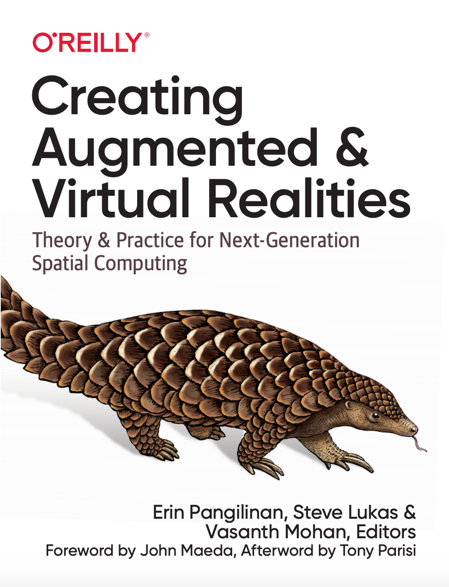 O'REILLY®
Creating
Augmented &
Virtual Realities
Theory & Practice for Next-Generation
Spatial Computing
Erin Pangilinan, Steve Lukas &
Vasanth Mohan, Editors
Foreword by John Maeda, Afterword by Tony Parisi